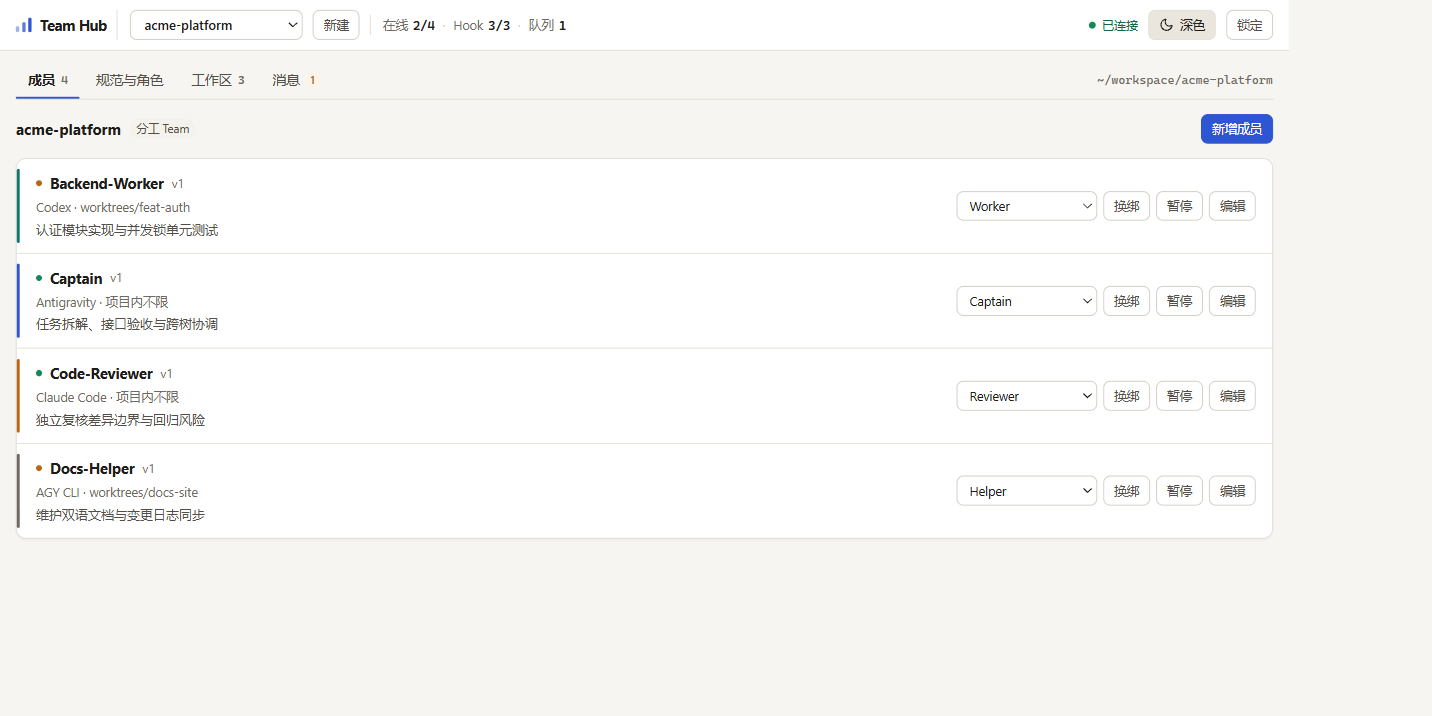 Team Hub acme-platform 新建 在线 2/4 · Hook 3/3 · 队列 1 已连接 深色 锁定
成员 4 规范与角色 工作区 3 消息 1 ~/workspace/acme-platform
acme-platform 分工 Team 新增成员
Backend-Worker v1
Codex · worktrees/feat-auth
认证模块实现与并发锁单元测试
Worker 换绑 暂停 编辑
Captain v1
Antigravity · 项目内不限
任务拆解、接口验收与跨树协调
Captain 换绑 暂停 编辑
Code-Reviewer v1
Claude Code · 项目内不限
独立复核差异边界与回归风险
Reviewer 换绑 暂停 编辑
Docs-Helper v1
AGY CLI · worktrees/docs-site
维护双语文档与变更日志同步
Helper 换绑 暂停 编辑